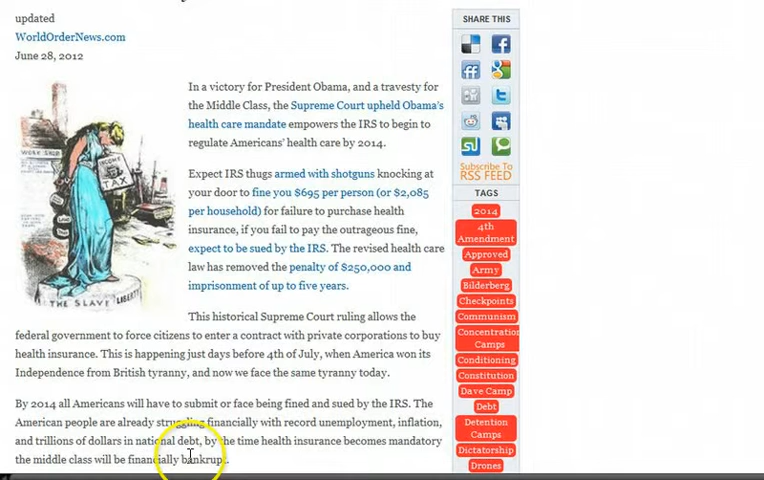 updated
WorldOrderNews.com
June 28, 2012
In a victory for President Obama, and a travesty for
the Middle Class, the Supreme Court upheld Obama's
health care mandate empowers the IRS to begin to
regulate Americans' health care by 2014.
Expect IRS thugs armed with shotguns knocking at
your door to fine you $695 per person (or $2,085
per household) for failure to purchase health
insurance, if you fail to pay the outrageous fine,
expect to be sued by the IRS. The revised health care
law has removed the penalty of $250,000 and
imprisonment of up to five years.
INCOME
TAX
THE SLAVE LIBERTY
This historical Supreme Court ruling allows the
federal government to force citizens to enter a contract with private corporations to buy
health insurance. This is happening just days before 4th of July, when America won its
Independence from British tyranny, and now we face the same tyranny today.
By 2014 all Americans will have to submit or face being fined and sued by the IRS. The
American people are already struggling financially with record unemployment, inflation,
and trillions of dollars in national debt, by the time health insurance becomes mandatory
the middle class will be financially bankrupt.
SHARE THIS
Subscribe To
RSS FEED
TAGS
2014
4th
Amendment
Approved
Army
Bilderberg
Checkpoints
Communism
Concentration
Camps
Conditioning
Constitution
Dave Camp
Debt
Detention
Camps
Dictatorship
Drones